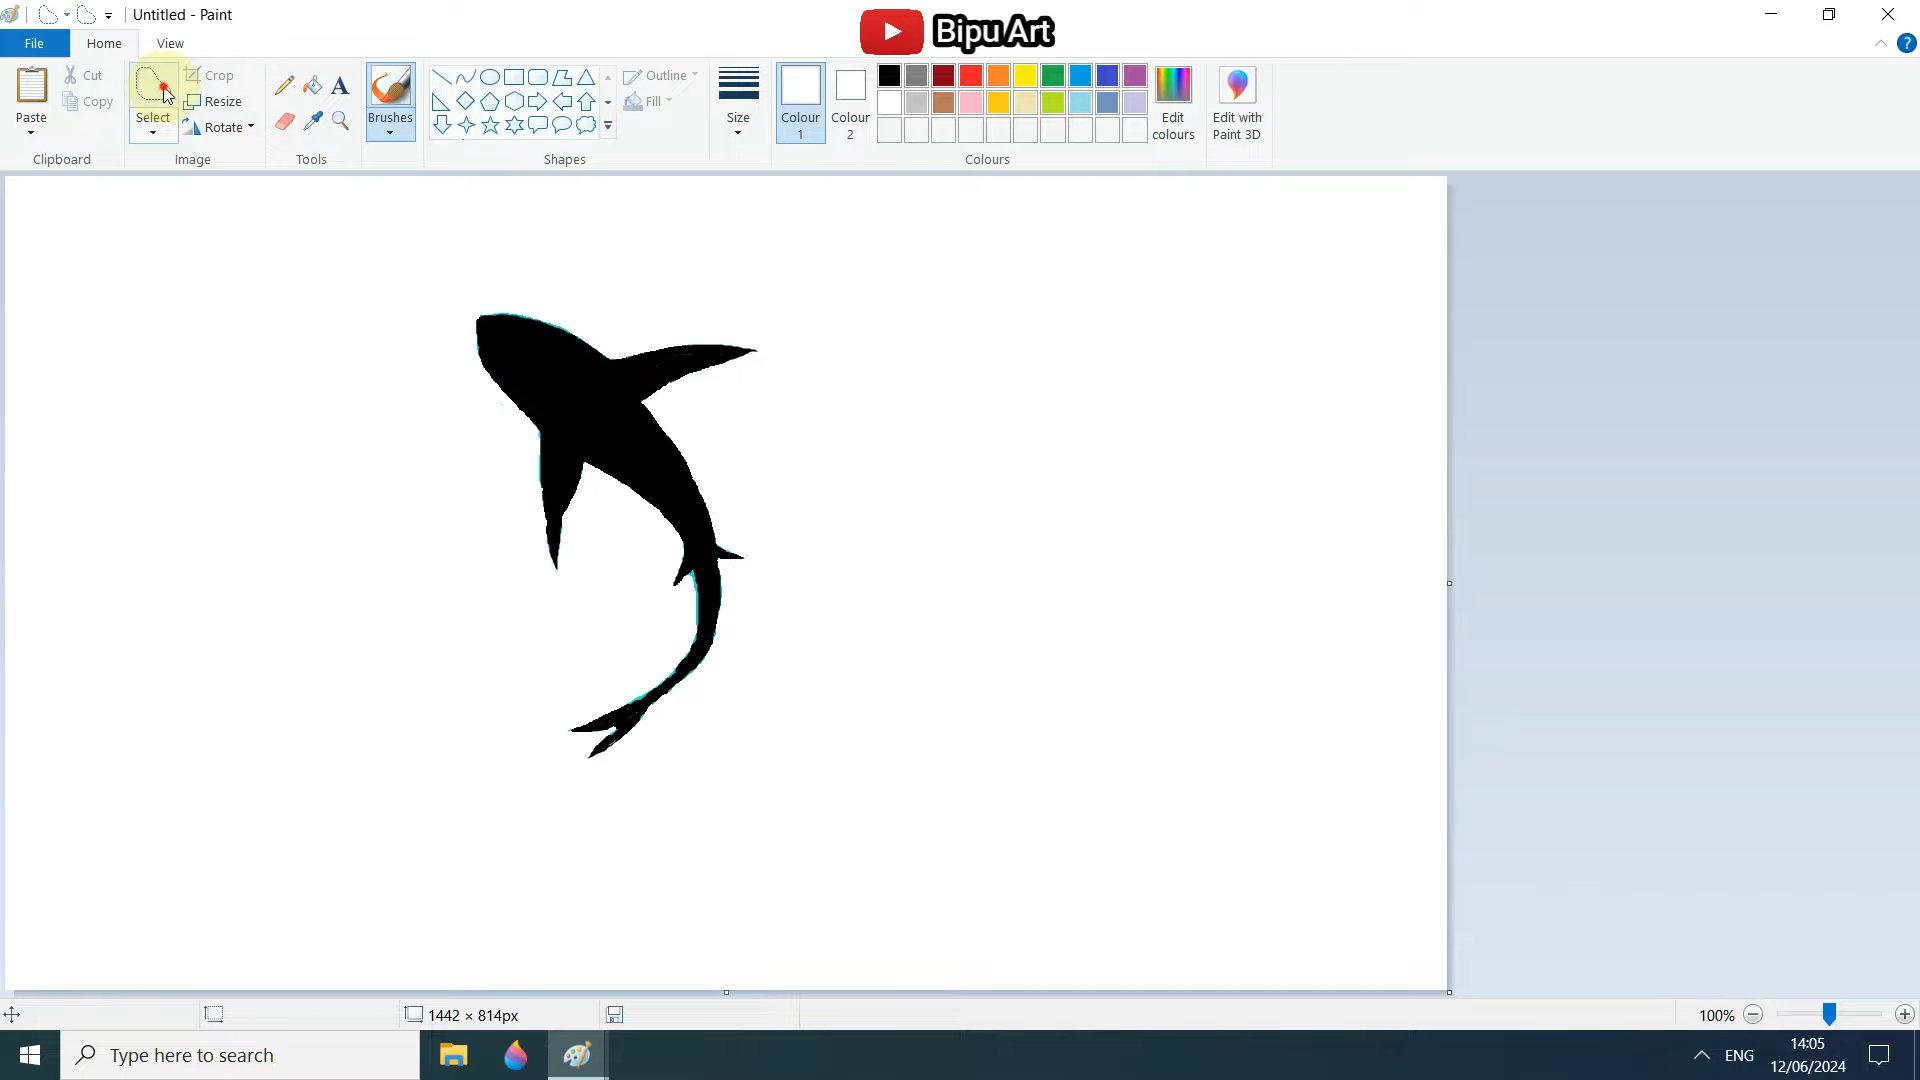 Untitled - Paint
Bipu Art
File
Home
View
Paste
Cut
Copy
Clipboard
Select
Crop
Resize
Rotate
Image
A
Tools
Brushes
Outline
Fill
Shapes
Size
Colour
1
Colour
2
Edit
colours
Colours
Edit with
Paint 3D
?
1442 × 814px
100%
Type here to search
ENG
14:05
12/06/2024